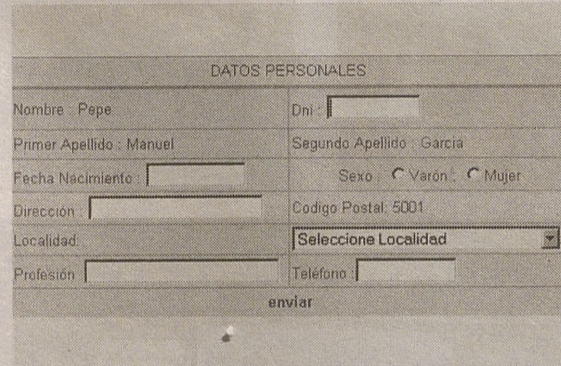 DATOS PERSONALES
Nombre : Pepe
Dni :
Primer Apellido : Manuel
Segundo Apellido : Garcia
Fecha Nacimiento :
Sexo : Varón : Mujer
Dirección :
Codigo Postal: 5001
Localidad:
Seleccione Localidad
Profesión :
Teléfono :
enviar